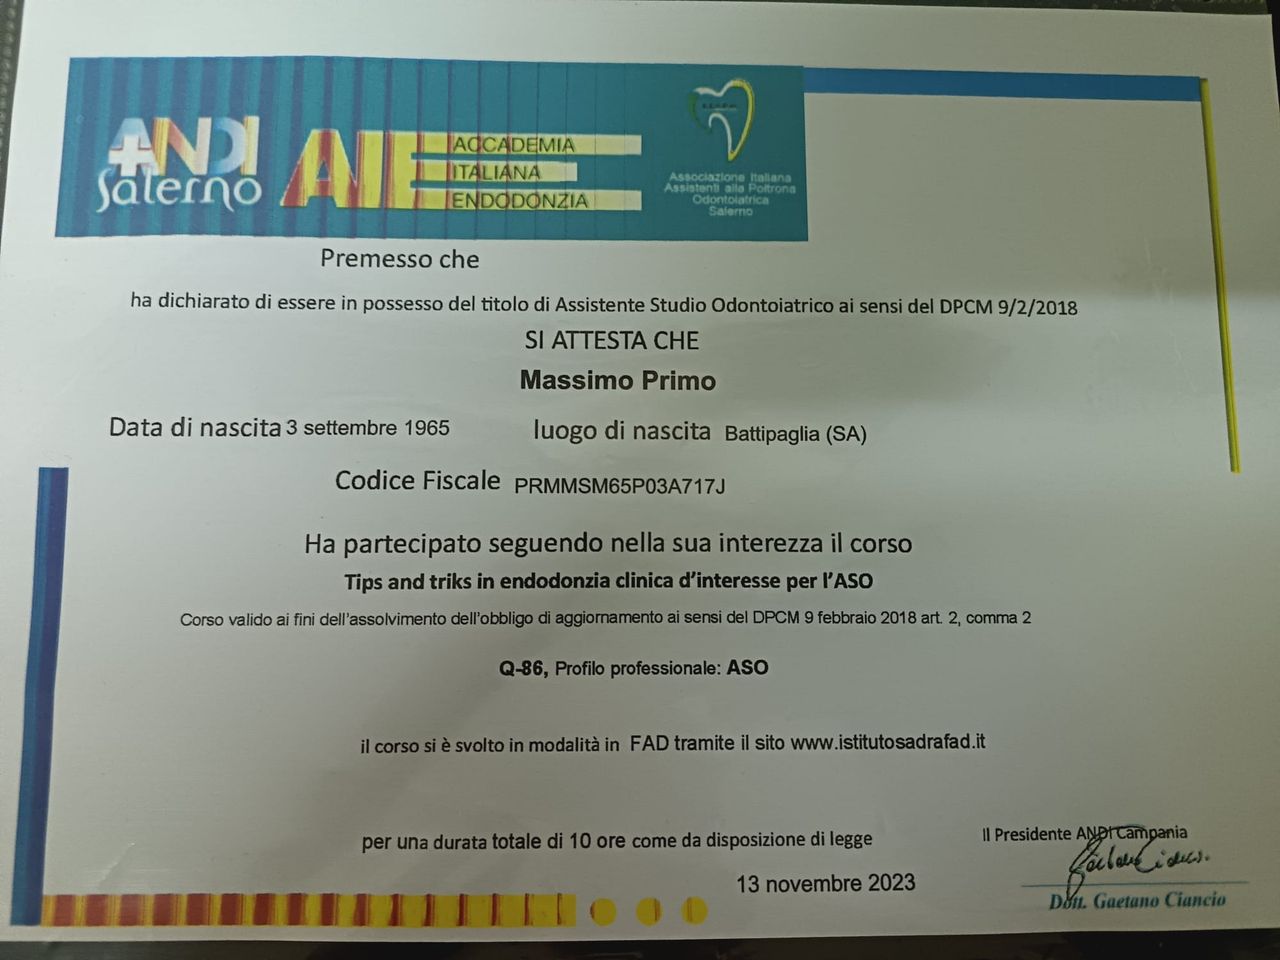 ANDI
Salerno
AIE
ACCADEMIA
ITALIANA
ENDODONZIA
Associazione Italiana
Assistenti alla Poltrona
Odontoiatrica
Salerno
Premesso che
ha dichiarato di essere in possesso del titolo di Assistente Studio Odontoiatrico ai sensi del DPCM 9/2/2018
SI ATTESTA CHE
Massimo Primo
Data di nascita 3 settembre 1965 luogo di nascita Battipaglia (SA)
Codice Fiscale PRMMSM65P03A717J
Ha partecipato seguendo nella sua interezza il corso
Tips and triks in endodonzia clinica d'interesse per l'ASO
Corso valido ai fini dell'assolvimento dell'obbligo di aggiornamento ai sensi del DPCM 9 febbraio 2018 art. 2, comma 2
Q-86, Profilo professionale: ASO
il corso si è svolto in modalità in FAD tramite il sito www.istitutosadrafad.it
per una durata totale di 10 ore come da disposizione di legge
Il Presidente ANDI Campania
13 novembre 2023
Dott. Gaetano Ciancio